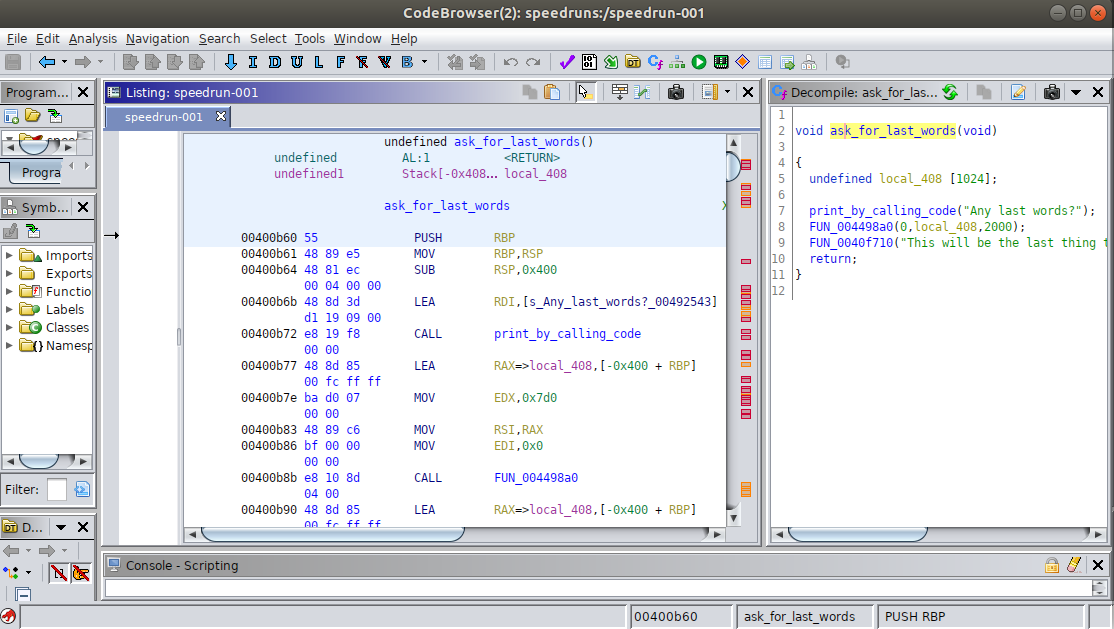 CodeBrowser(2): speedruns:/speedrun-001
File Edit Analysis Navigation Search Select Tools Window Help
I D U L F V B
Program...
Listing: speedrun-001
Decompile: ask_for_las...
speedrun-001
Progra
Symb...
Imports
Exports
Functio
Labels
Classes
Namesp
Filter:
D...
undefined ask_for_last_words()
undefined AL:1 <RETURN>
undefined1 Stack[-0x408... local_408
ask_for_last_words X
00400b60 55 PUSH RBP
00400b61 48 89 e5 MOV RBP,RSP
00400b64 48 81 ec SUB RSP,0x400
00 04 00 00
00400b6b 48 8d 3d LEA RDI,[s_Any_last_words?_00492543]
d1 19 09 00
00400b72 e8 19 f8 CALL print_by_calling_code
00 00
00400b77 48 8d 85 LEA RAX=>local_408,[-0x400 + RBP]
00 fc ff ff
00400b7e ba d0 07 MOV EDX,0x7d0
00 00
00400b83 48 89 c6 MOV RSI,RAX
00400b86 bf 00 00 MOV EDI,0x0
00 00
00400b8b e8 10 8d CALL FUN_004498a0
04 00
00400b90 48 8d 85 LEA RAX=>local_408,[-0x400 + RBP]
00 fc ff ff
1
2 void ask_for_last_words(void)
3
4 {
5 undefined local_408 [1024];
6
7 print_by_calling_code("Any last words?");
8 FUN_004498a0(0,local_408,2000);
9 FUN_0040f710("This will be the last thing t
10 return;
11 }
12
Console - Scripting
00400b60 ask_for_last_words PUSH RBP